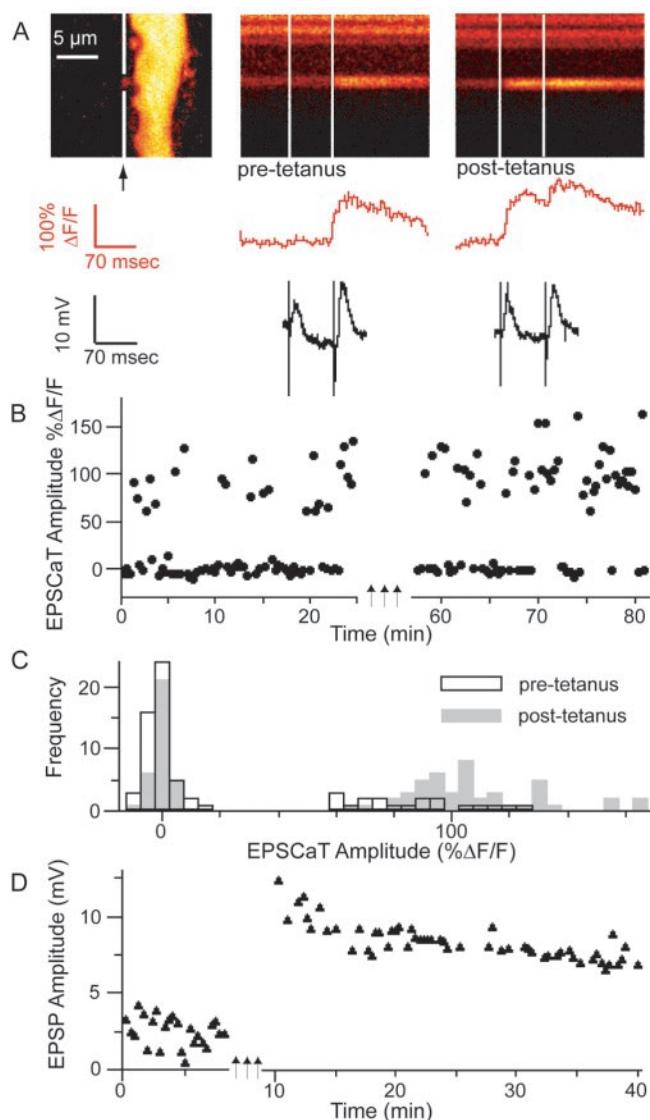 A
5 µm
pre-tetanus
post-tetanus
100%
ΔF/F
70 msec
10 mV
70 msec
B
EPSCaT Amplitude %ΔF/F
150
100
50
0
0
10
20
60
70
80
Time (min)
C
Frequency
20
10
0
pre-tetanus
post-tetanus
0
100
EPSCaT Amplitude (%ΔF/F)
D
EPSP Amplitude (mV)
10
5
0
0
10
20
30
40
Time (min)